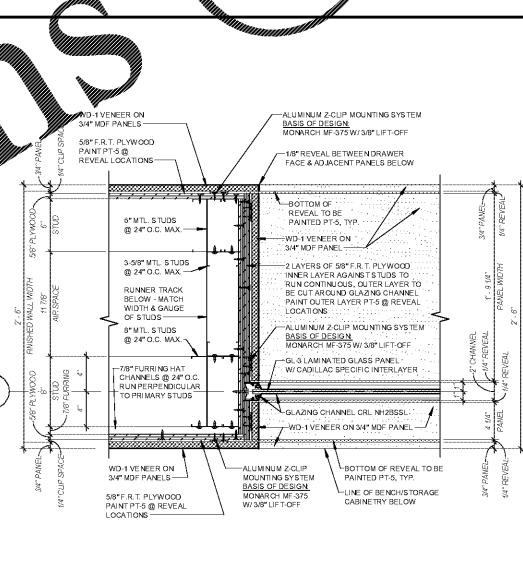 ns
WD-1 VENEER ON
3/4" MDF PANELS
5/8" F.R.T. PLYWOOD
PAINT PT-5 @
REVEAL LOCATIONS
ALUMINUM Z-CLIP MOUNTING SYSTEM
BASIS OF DESIGN:
MONARCH MF-375 W/ 3/8" LIFT-OFF
1/8" REVEAL BETWEEN DRAWER
FACE & ADJACENT PANELS BELOW
BOTTOM OF
REVEAL TO BE
PAINTED PT-5, TYP.
WD-1 VENEER ON
3/4" MDF PANEL
2 LAYERS OF 5/8" F.R.T. PLYWOOD
INNER LAYER AGAINST STUDS TO
RUN CONTINUOUS, OUTER LAYER TO
BE CUT AROUND GLAZING CHANNEL
PAINT OUTER LAYER PT-5 @ REVEAL
LOCATIONS
ALUMINUM Z-CLIP MOUNTING SYSTEM
BASIS OF DESIGN:
MONARCH MF-375 W/ 3/8" LIFT-OFF
GL-3 LAMINATED GLASS PANEL
W/ CADILLAC SPECIFIC INTERLAYER
GLAZING CHANNEL CRL NH2BSSL
WD-1 VENEER ON 3/4" MDF PANEL
6" MTL. STUDS
@ 24" O.C. MAX.
3-5/8" MTL. STUDS
@ 24" O.C. MAX.
RUNNER TRACK
BELOW - MATCH
WIDTH & GAUGE
OF STUDS
6" MTL. STUDS
@ 24" O.C. MAX.
7/8" FURRING HAT
CHANNELS @ 24" O.C.
RUN PERPENDICULAR
TO PRIMARY STUDS
WD-1 VENEER ON
3/4" MDF PANELS
5/8" F.R.T. PLYWOOD
PAINT PT-5 @ REVEAL
LOCATIONS
ALUMINUM Z-CLIP
MOUNTING SYSTEM
BASIS OF DESIGN:
MONARCH MF-375
W/ 3/8" LIFT-OFF
BOTTOM OF REVEAL TO BE
PAINTED PT-5, TYP.
LINE OF BENCH/STORAGE
CABINETRY BELOW
2' - 6"
FINISHED WALL WIDTH
3/4" PANEL
1/4" CLIP SPACE
5/8" PLYWOOD
6"
STUD
11 7/8"
AIR SPACE
5/8" PLYWOOD
6"
STUD
7/8" FURRING
4"
4"
3/4" PANEL
1/4" CLIP SPACE
3/4" PANEL
1/4" REVEAL
1' - 9 1/4"
PANEL WIDTH
2" CHANNEL
1/4" REVEAL
1" 1"
1/4" REVEAL
4 1/4"
PANEL
3/4" PANEL
1/4" REVEAL
2' - 6"